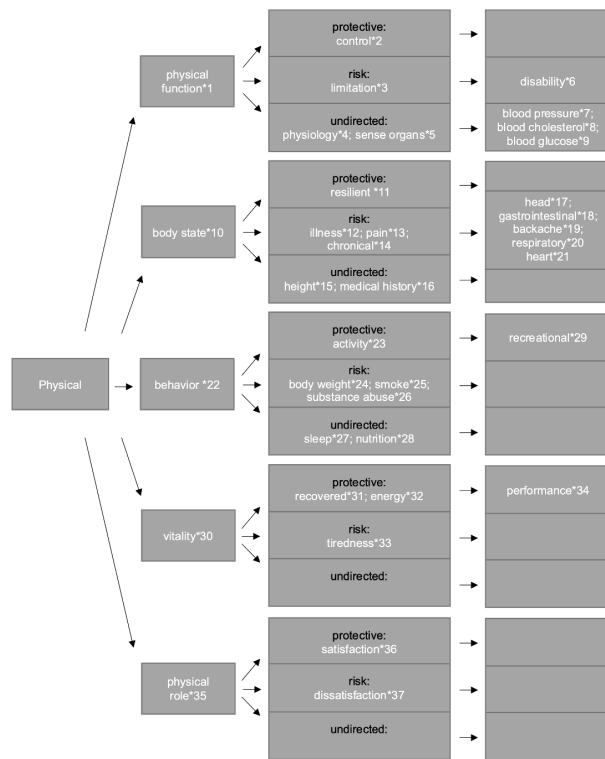 Physical
physical
function*1
protective:
control*2
risk:
limitation*3
disability*6
undirected:
physiology*4; sense organs*5
blood pressure*7;
blood cholesterol*8;
blood glucose*9
body state*10
protective:
resilient *11
risk:
illness*12; pain*13;
chronical*14
head*17;
gastrointestinal*18;
backache*19;
respiratory*20
heart*21
undirected:
height*15; medical history*16
behavior *22
protective:
activity*23
recreational*29
risk:
body weight*24; smoke*25;
substance abuse*26
undirected:
sleep*27; nutrition*28
vitality*30
protective:
recovered*31; energy*32
performance*34
risk:
tiredness*33
undirected:
physical
role*35
protective:
satisfaction*36
risk:
dissatisfaction*37
undirected: